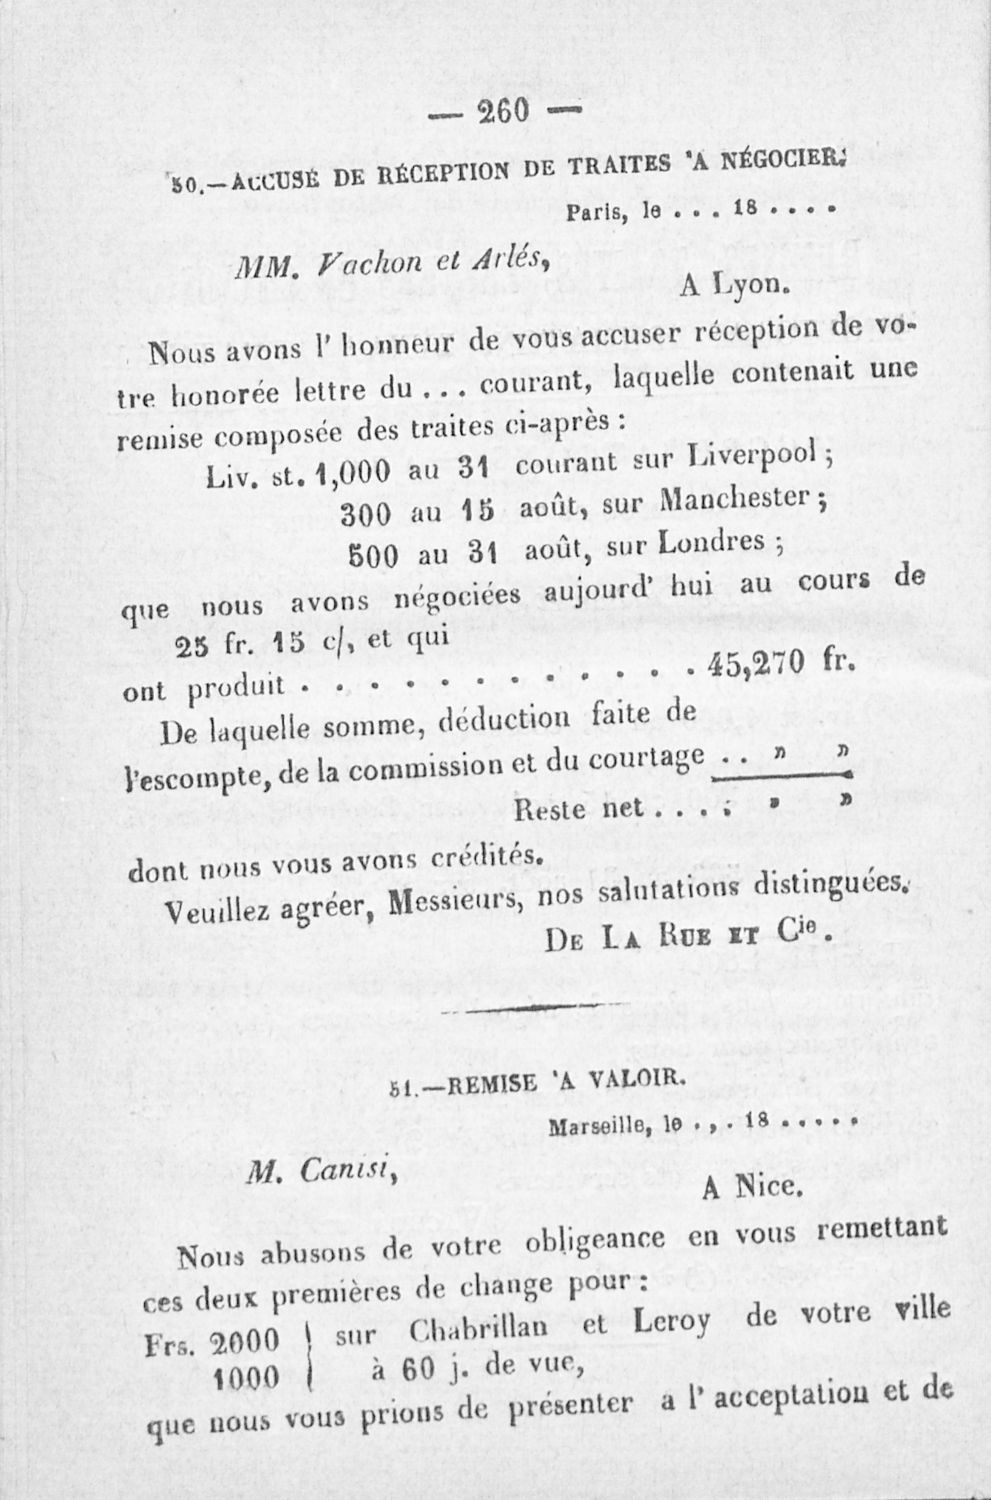 — 260 —
50.—ACCUSÉ DE RÉCEPTION DE TRAITES 'A NÉGOCIER.
Paris, le . . . 18 . . . .
MM. Vachon et Arlés,
A Lyon.
Nous avons l' honneur de vous accuser réception de vo-
tre honorée lettre du . . . courant, laquelle contenait une
remise composée des traites ci-après :
Liv. st. 1,000 au 31 courant sur Liverpool ;
300 au 15 août, sur Manchester ;
500 au 31 août, sur Londres ;
que nous avons négociées aujourd' hui au cours de
25 fr. 15 c/, et qui
ont produit . . . . . . . . . . . . 45,270 fr.
De laquelle somme, déduction faite de
l'escompte, de la commission et du courtage . . » »
Reste net . . . . » »
dont nous vous avons crédités.
Veuillez agréer, Messieurs, nos salutations distinguées.
DE LA RUE ET Cie.
51.—REMISE 'A VALOIR.
Marseille, le . , . 18 . . . . .
M. Canisi,
A Nice.
Nous abusons de votre obligeance en vous remettant
ces deux premières de change pour :
Frs. 2000 } sur Chabrillan et Leroy de votre ville
1000 } à 60 j. de vue,
que nous vous prions de présenter a l' acceptation et de